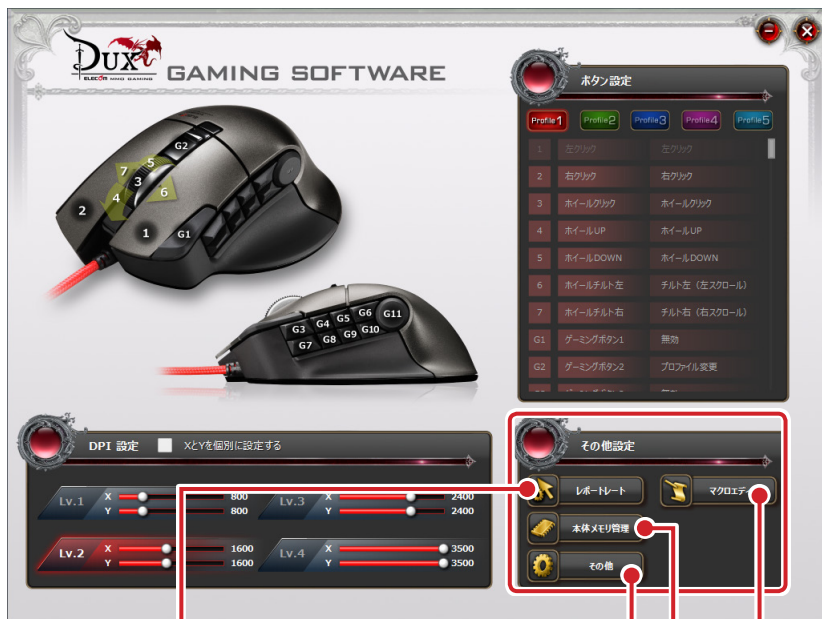 DUX
ELECOM MMO GAMING
GAMING SOFTWARE
G2
5
7
3
6
4
2
1
G1
G3
G4
G5
G6
G11
G7
G8
G9
G10
ボタン設定
Profile1
Profile2
Profile3
Profile4
Profile5
1 左クリック 左クリック
2 右クリック 右クリック
3 ホイールクリック ホイールクリック
4 ホイールUP ホイールUP
5 ホイールDOWN ホイールDOWN
6 ホイールチルト左 チルト左（左スクロール）
7 ホイールチルト右 チルト右（右スクロール）
G1 ゲーミングボタン1 無効
G2 ゲーミングボタン2 プロファイル変更
DPI 設定 XとYを個別に設定する
Lv.1 X 800
Y 800
Lv.3 X 2400
Y 2400
Lv.2 X 1600
Y 1600
Lv.4 X 3500
Y 3500
その他設定
レポートレート
マクロエデ
本体メモリ管理
その他